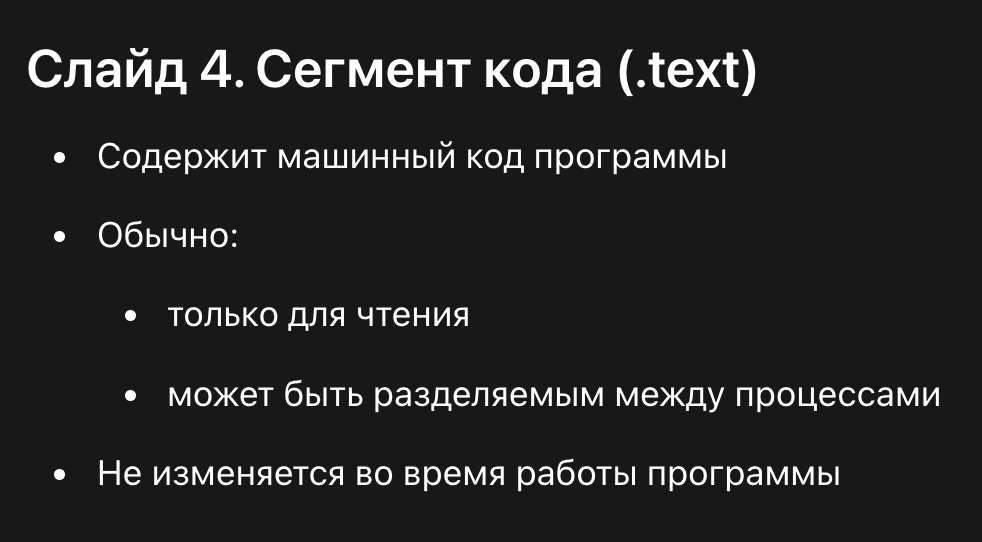 Слайд 4. Сегмент кода (.text)
• Содержит машинный код программы
• Обычно:
• только для чтения
• может быть разделяемым между процессами
• Не изменяется во время работы программы